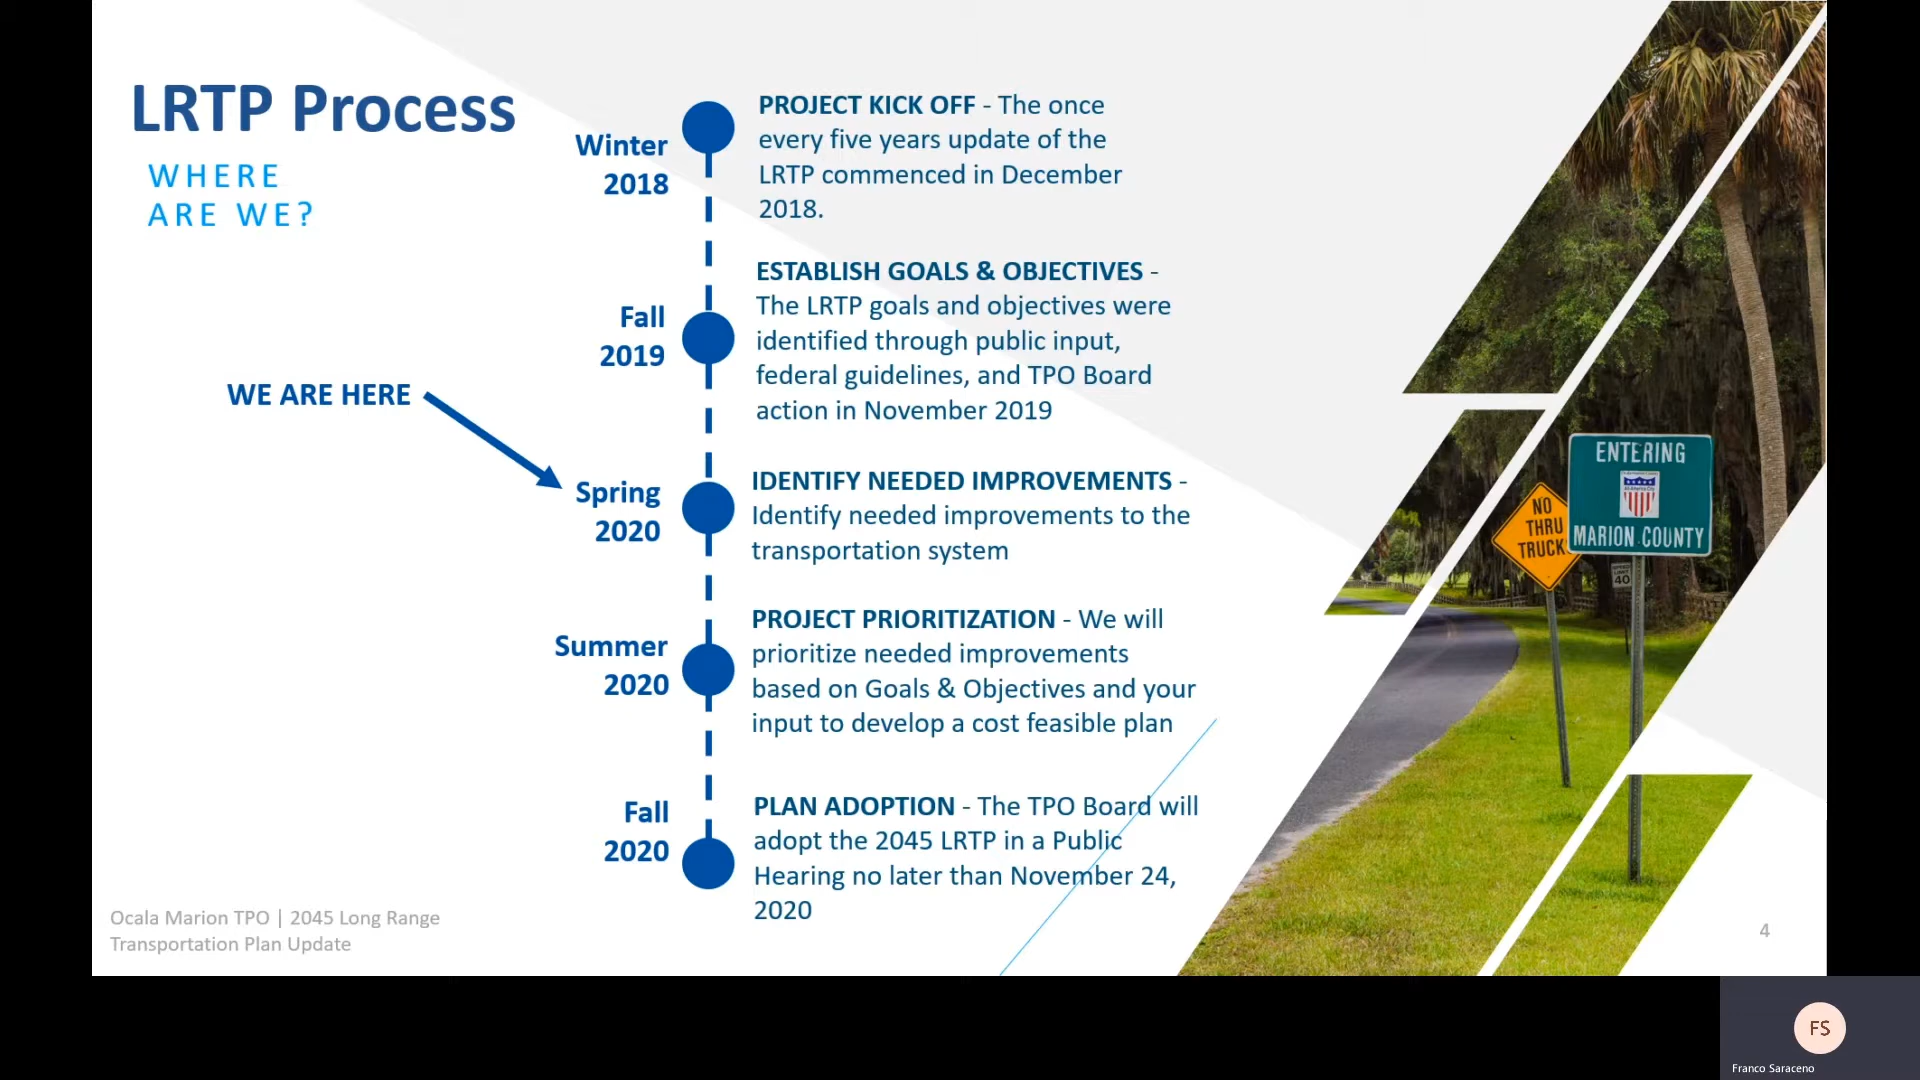 LRTP Process
WHERE
ARE WE?
Winter
2018
PROJECT KICK OFF - The once
every five years update of the
LRTP commenced in December
2018.
Fall
2019
ESTABLISH GOALS & OBJECTIVES -
The LRTP goals and objectives were
identified through public input,
federal guidelines, and TPO Board
action in November 2019
WE ARE HERE
Spring
2020
IDENTIFY NEEDED IMPROVEMENTS -
Identify needed improvements to the
transportation system
Summer
2020
PROJECT PRIORITIZATION - We will
prioritize needed improvements
based on Goals & Objectives and your
input to develop a cost feasible plan
Fall
2020
PLAN ADOPTION - The TPO Board will
adopt the 2045 LRTP in a Public
Hearing no later than November 24,
2020
ENTERING
MARION COUNTY
NO
THRU
TRUCK
SPEED
LIMIT
40
Ocala Marion TPO | 2045 Long Range
Transportation Plan Update
4
FS
Franco Saraceno